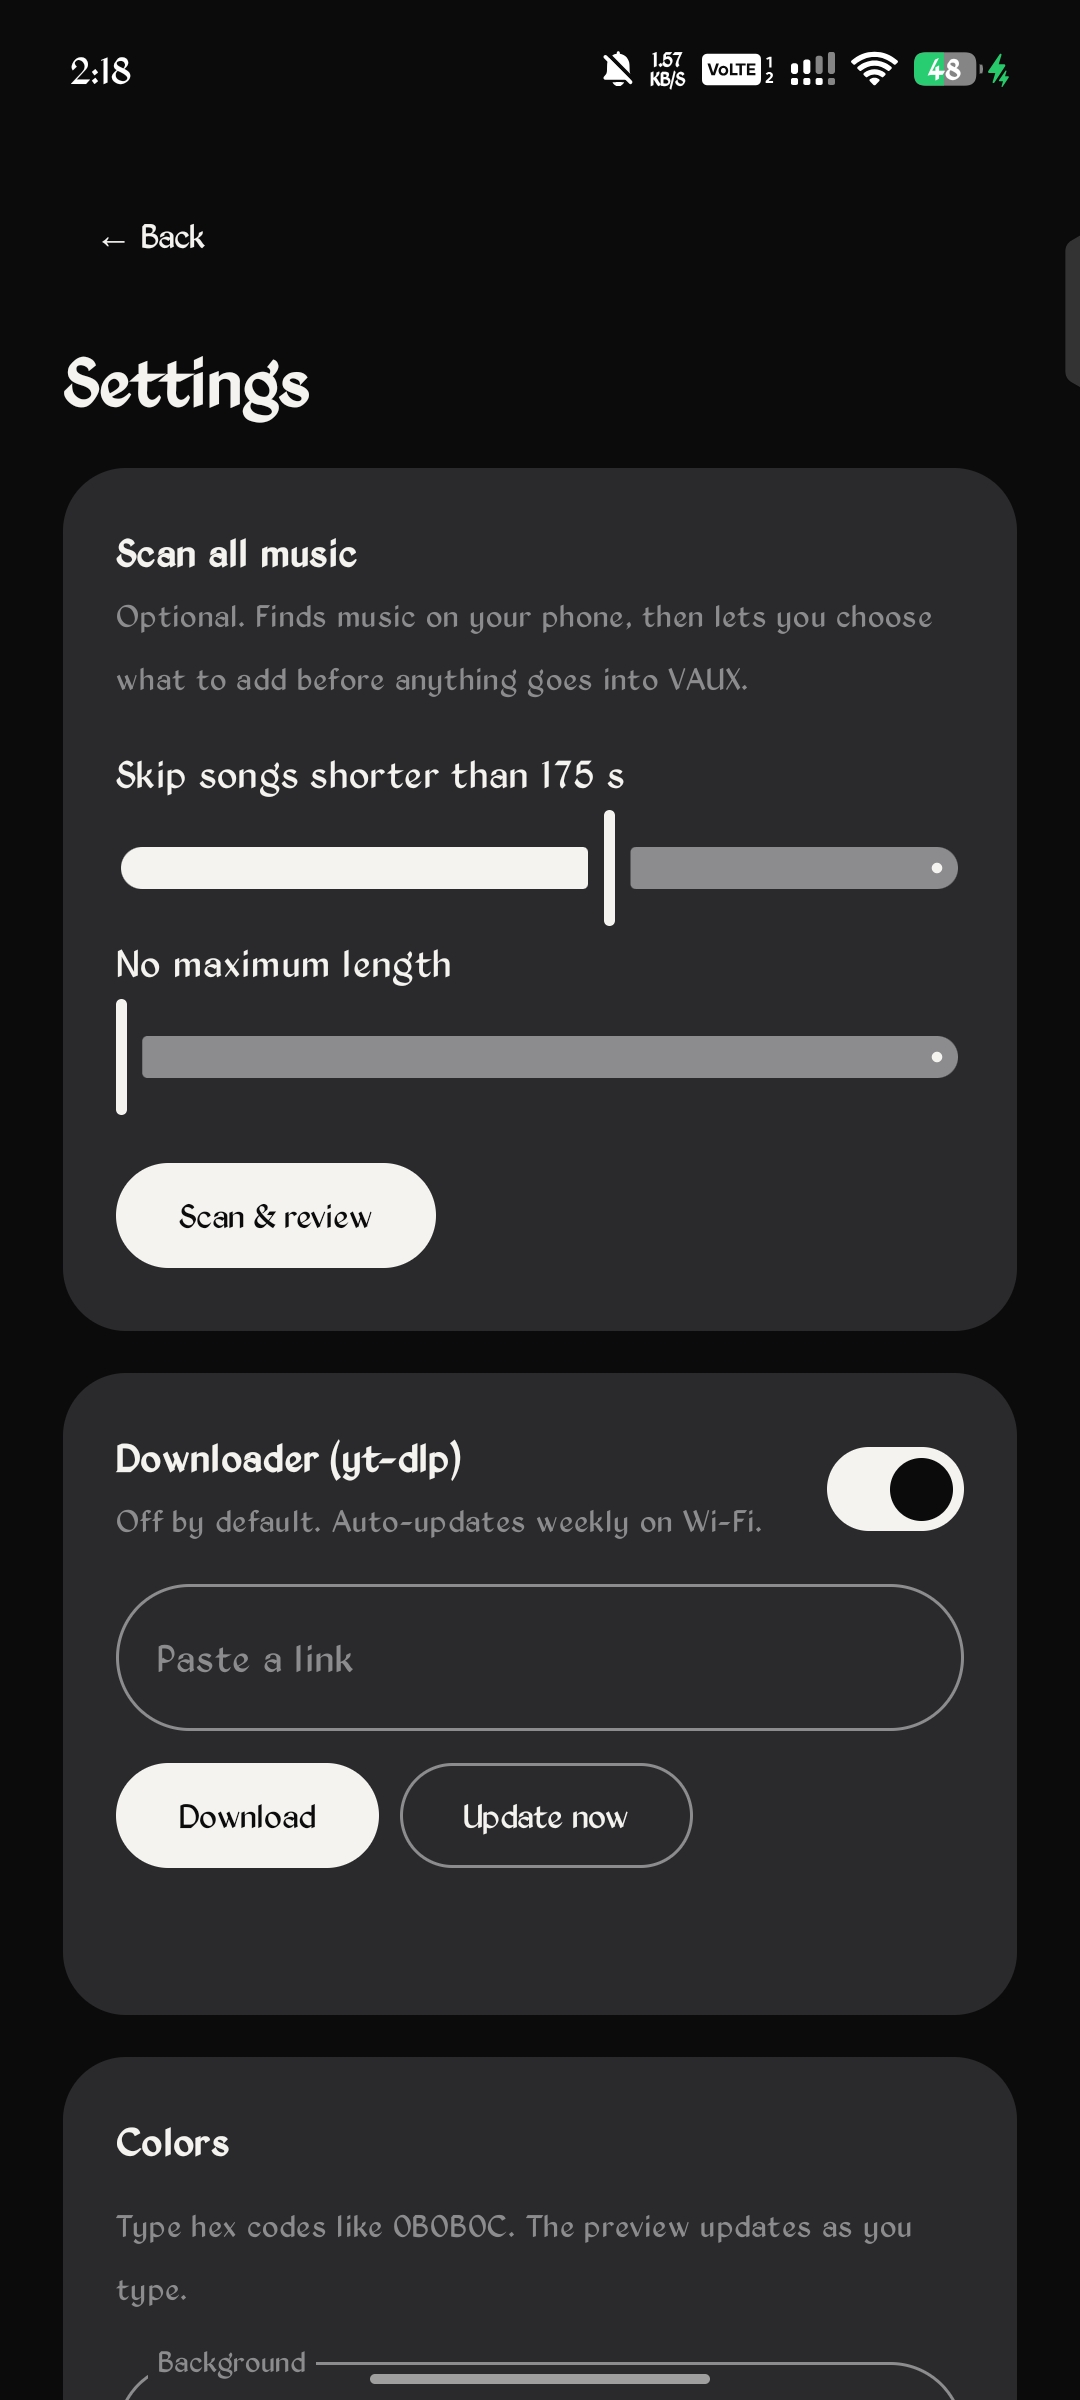 2:18
1.57 KB/S
VoLTE 1 2
48
← Back
Settings
Scan all music
Optional. Finds music on your phone, then lets you choose
what to add before anything goes into VAUX.
Skip songs shorter than 175 s
No maximum length
Scan & review
Downloader (yt-dlp)
Off by default. Auto-updates weekly on Wi-Fi.
Paste a link
Download
Update now
Colors
Type hex codes like 0B0B0C. The preview updates as you
type.
Background